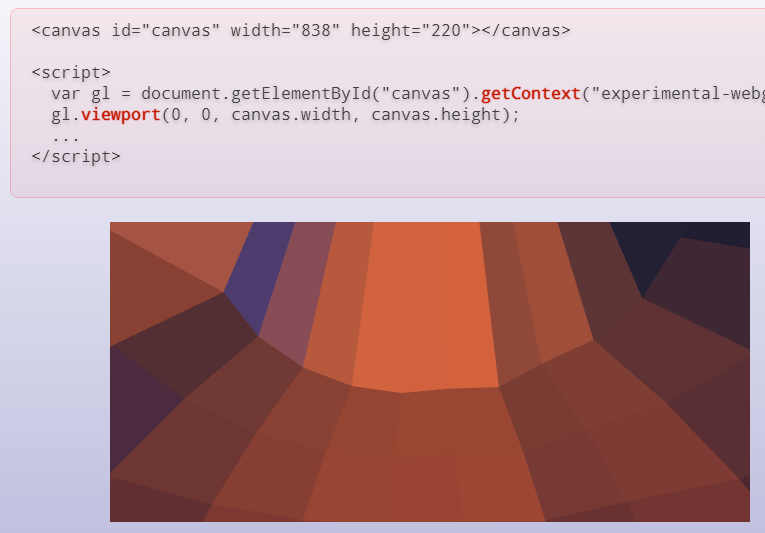 <canvas id="canvas" width="838" height="220"></canvas>
<script>
var gl = document.getElementById("canvas").getContext("experimental-webg
gl.viewport(0, 0, canvas.width, canvas.height);
...
</script>